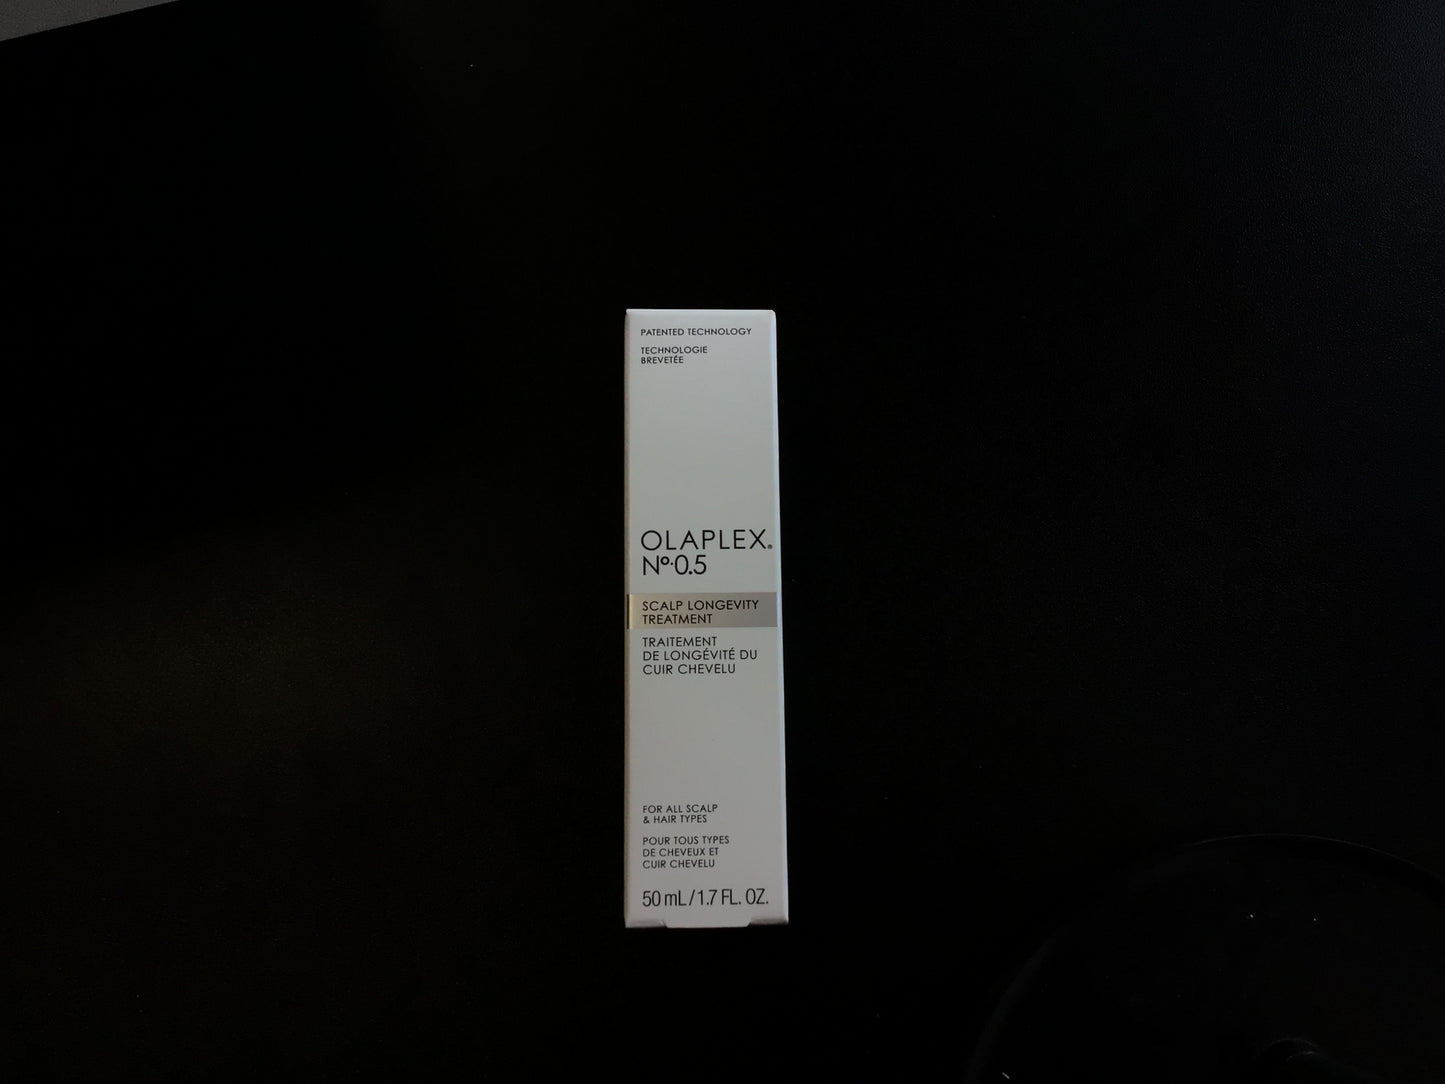 PATENTED TECHNOLOGY
TECHNOLOGIE
BREVETÉE
OLAPLEX®
Nº.0.5
SCALP LONGEVITY
TREATMENT
TRAITEMENT
DE LONGÉVITÉ DU
CUIR CHEVELU
FOR ALL SCALP
& HAIR TYPES
POUR TOUS TYPES
DE CHEVEUX ET
CUIR CHEVELU
50 mL/1.7 FL. OZ.